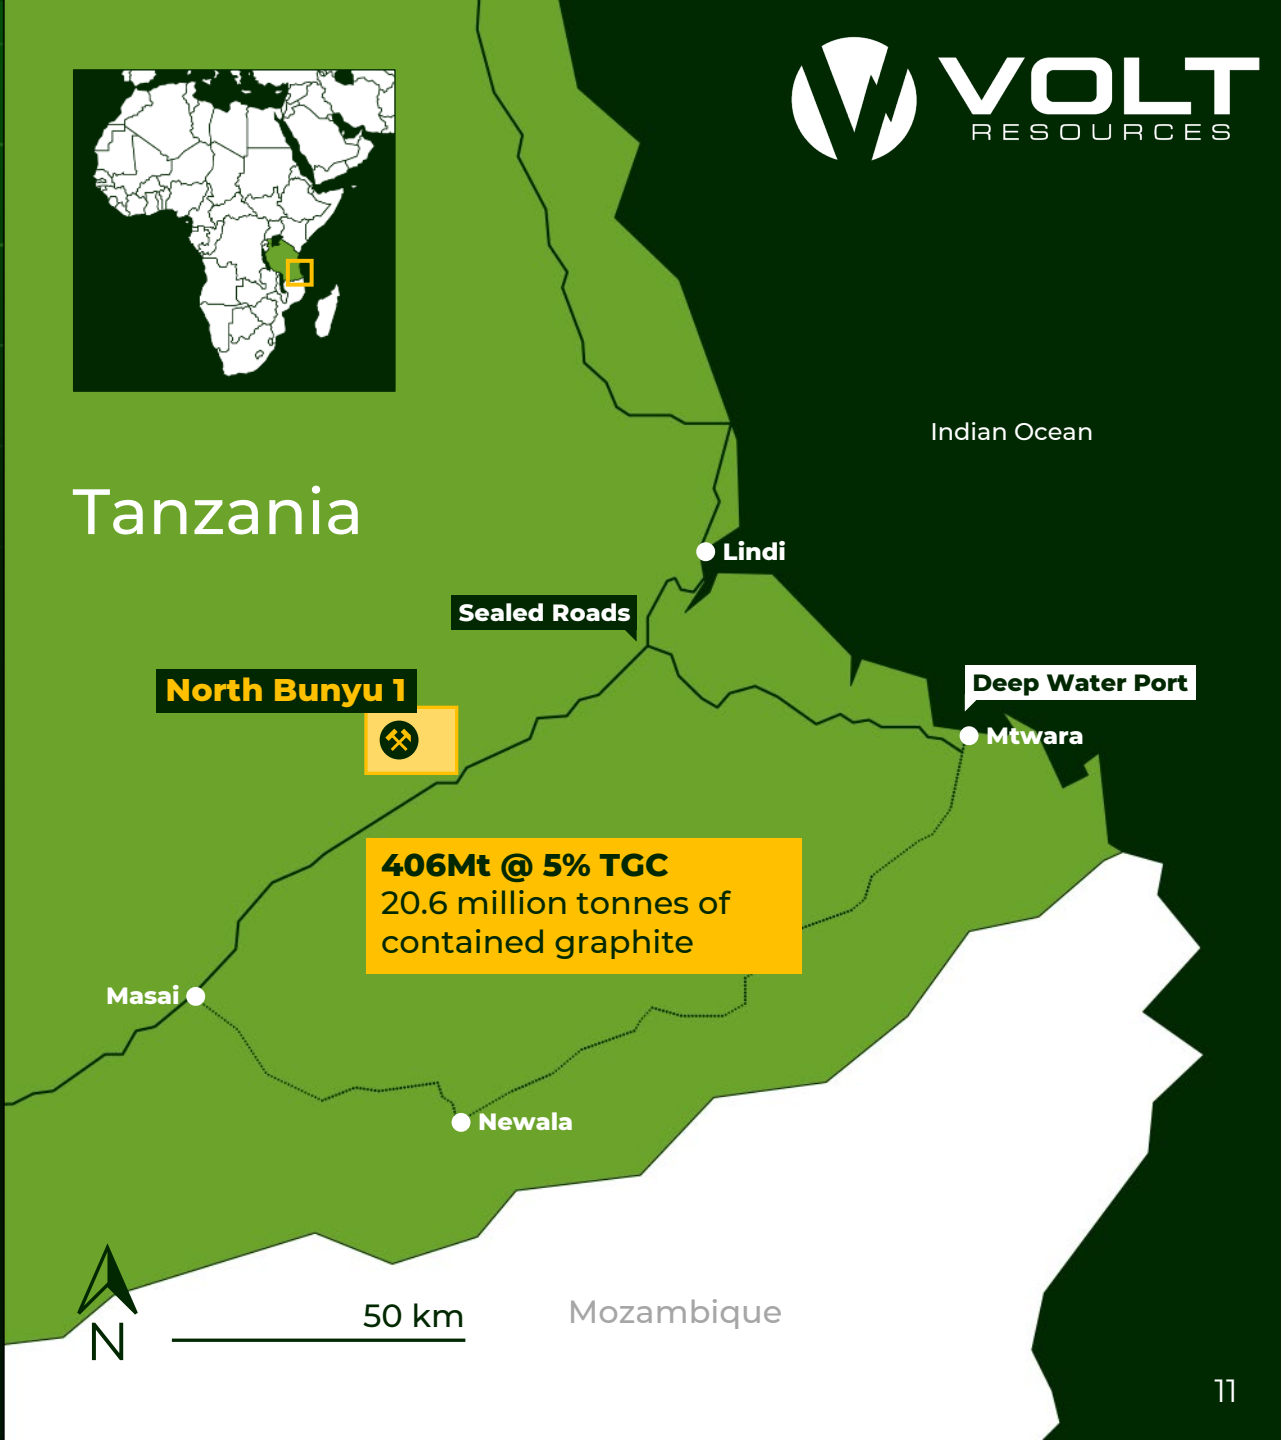 VOLT
RESOURCES
Indian Ocean
Tanzania
Lindi
Sealed Roads
North Bunyu 1
Deep Water Port
Mtwara
406Mt @ 5% TGC
20.6 million tonnes of
contained graphite
Masai
Newala
N
50 km
Mozambique
11